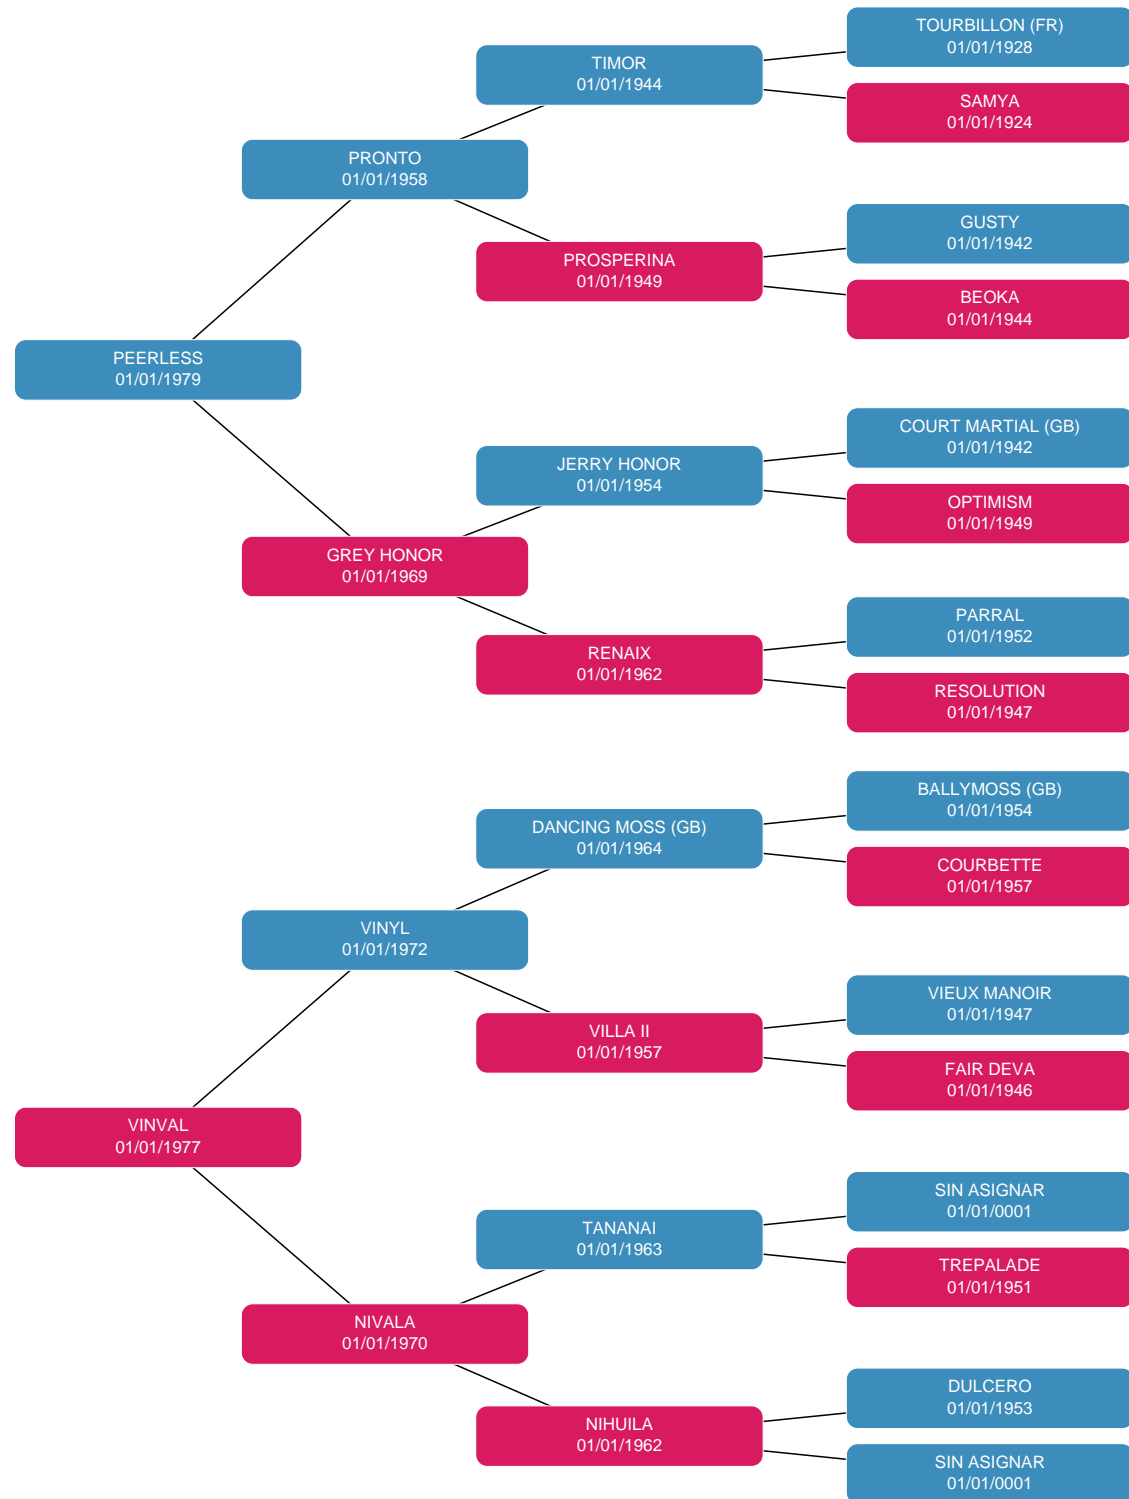 TOURBILLON (FR)
01/01/1928
TIMOR
01/01/1944
SAMYA
01/01/1924
PRONTO
01/01/1958
GUSTY
01/01/1942
PROSPERINA
01/01/1949
BEOKA
01/01/1944
PEERLESS
01/01/1979
COURT MARTIAL (GB)
01/01/1942
JERRY HONOR
01/01/1954
OPTIMISM
01/01/1949
GREY HONOR
01/01/1969
PARRAL
01/01/1952
RENAIX
01/01/1962
RESOLUTION
01/01/1947
BALLYMOSS (GB)
01/01/1954
DANCING MOSS (GB)
01/01/1964
COURBETTE
01/01/1957
VINYL
01/01/1972
VIEUX MANOIR
01/01/1947
VILLA II
01/01/1957
FAIR DEVA
01/01/1946
VINVAL
01/01/1977
SIN ASIGNAR
01/01/0001
TANANAI
01/01/1963
TREPALADE
01/01/1951
NIVALA
01/01/1970
DULCERO
01/01/1953
NIHUILA
01/01/1962
SIN ASIGNAR
01/01/0001